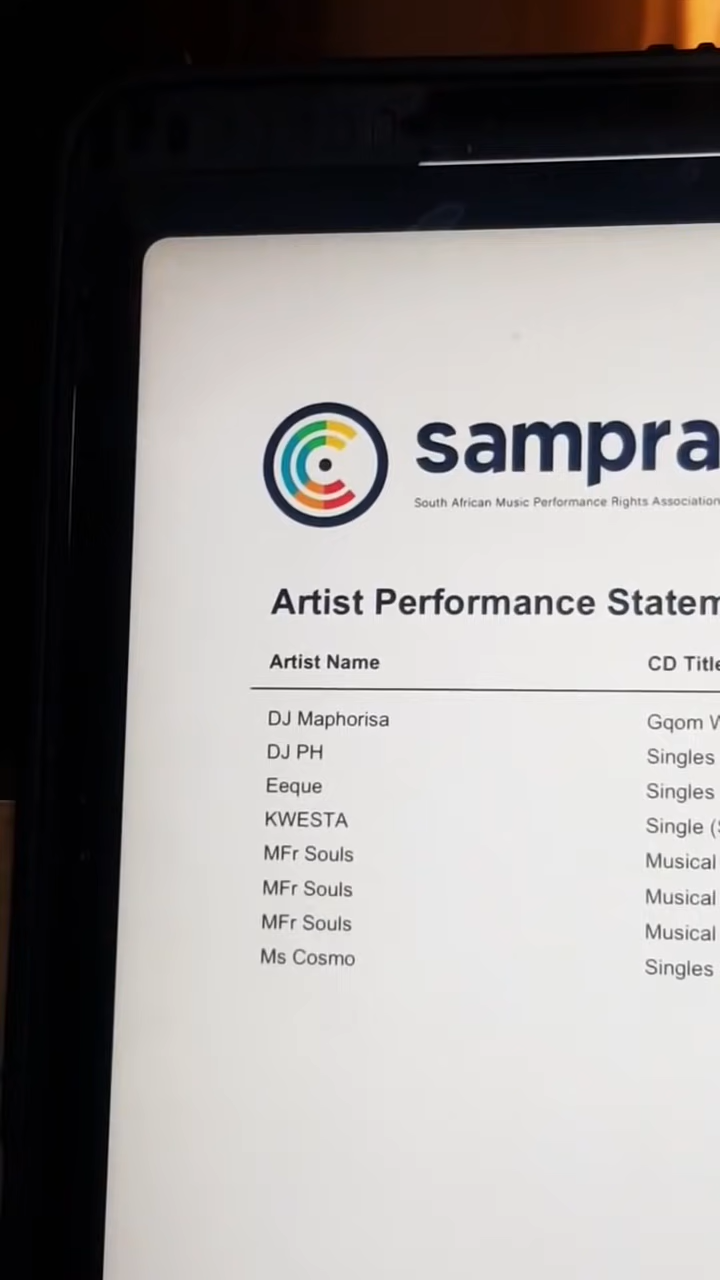 sampra
South African Music Performance Rights Association
Artist Performance Statem
Artist Name CD Title
DJ Maphorisa Gqom W
DJ PH Singles
Eeque Singles
KWESTA Single (S
MFr Souls Musical
MFr Souls Musical
MFr Souls Musical
Ms Cosmo Singles